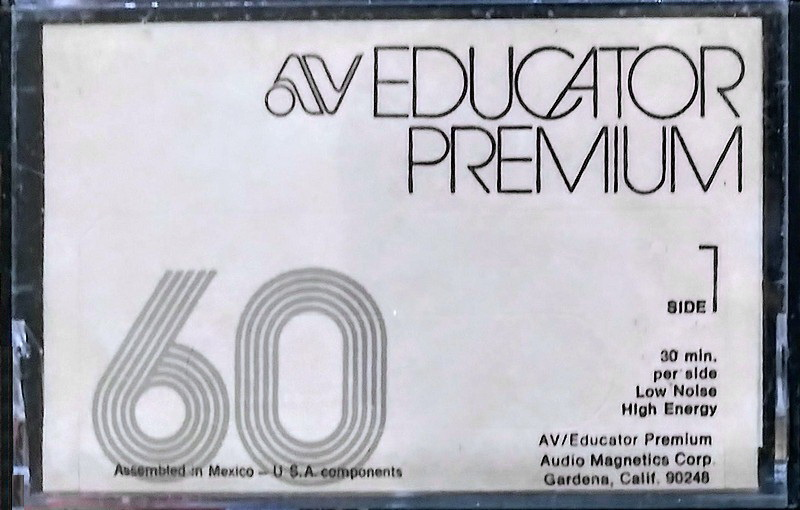 AV EDUCATOR
PREMIUM
SIDE 1
30 min.
per side
Low Noise
High Energy
60
AV/Educator Premium
Audio Magnetics Corp.
Gardena, Calif. 90248
Assembled in Mexico – U.S.A. components